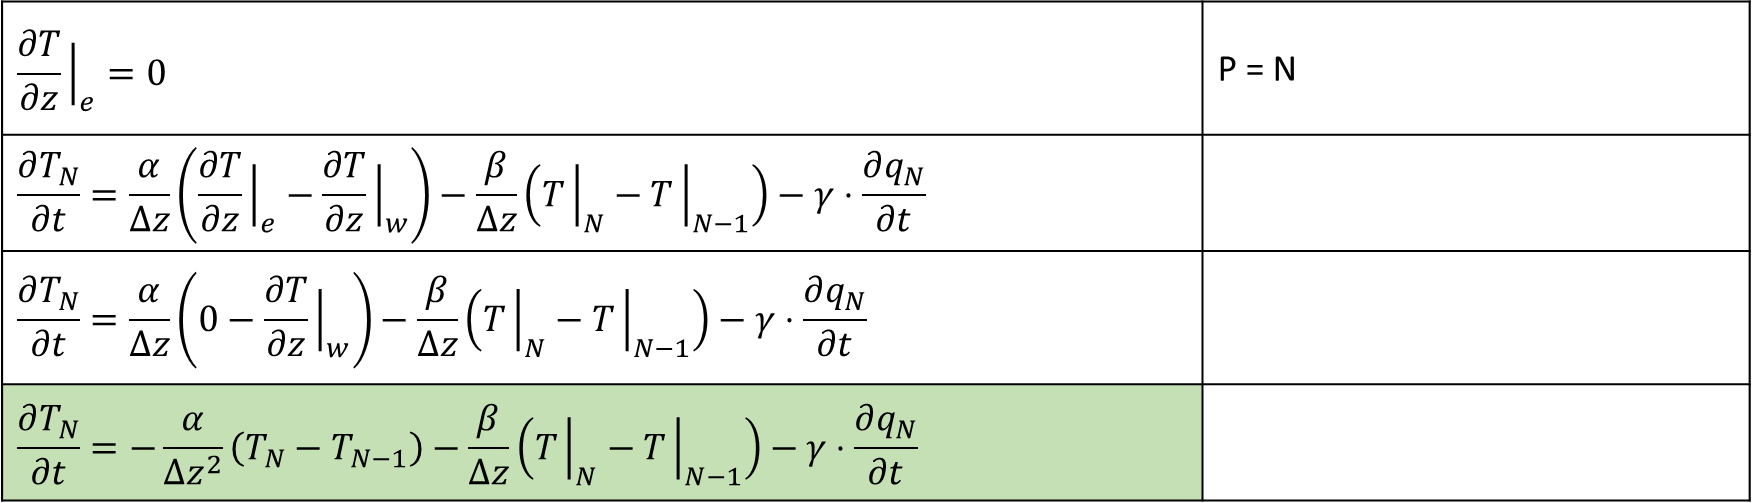 ∂T/∂z|_e = 0
P = N
∂T_N/∂t = α/Δz (∂T/∂z|_e − ∂T/∂z|_w) − β/Δz (T|_N − T|_{N−1}) − γ · ∂q_N/∂t
∂T_N/∂t = α/Δz (0 − ∂T/∂z|_w) − β/Δz (T|_N − T|_{N−1}) − γ · ∂q_N/∂t
∂T_N/∂t = − α/Δz² (T_N − T_{N−1}) − β/Δz (T|_N − T|_{N−1}) − γ · ∂q_N/∂t